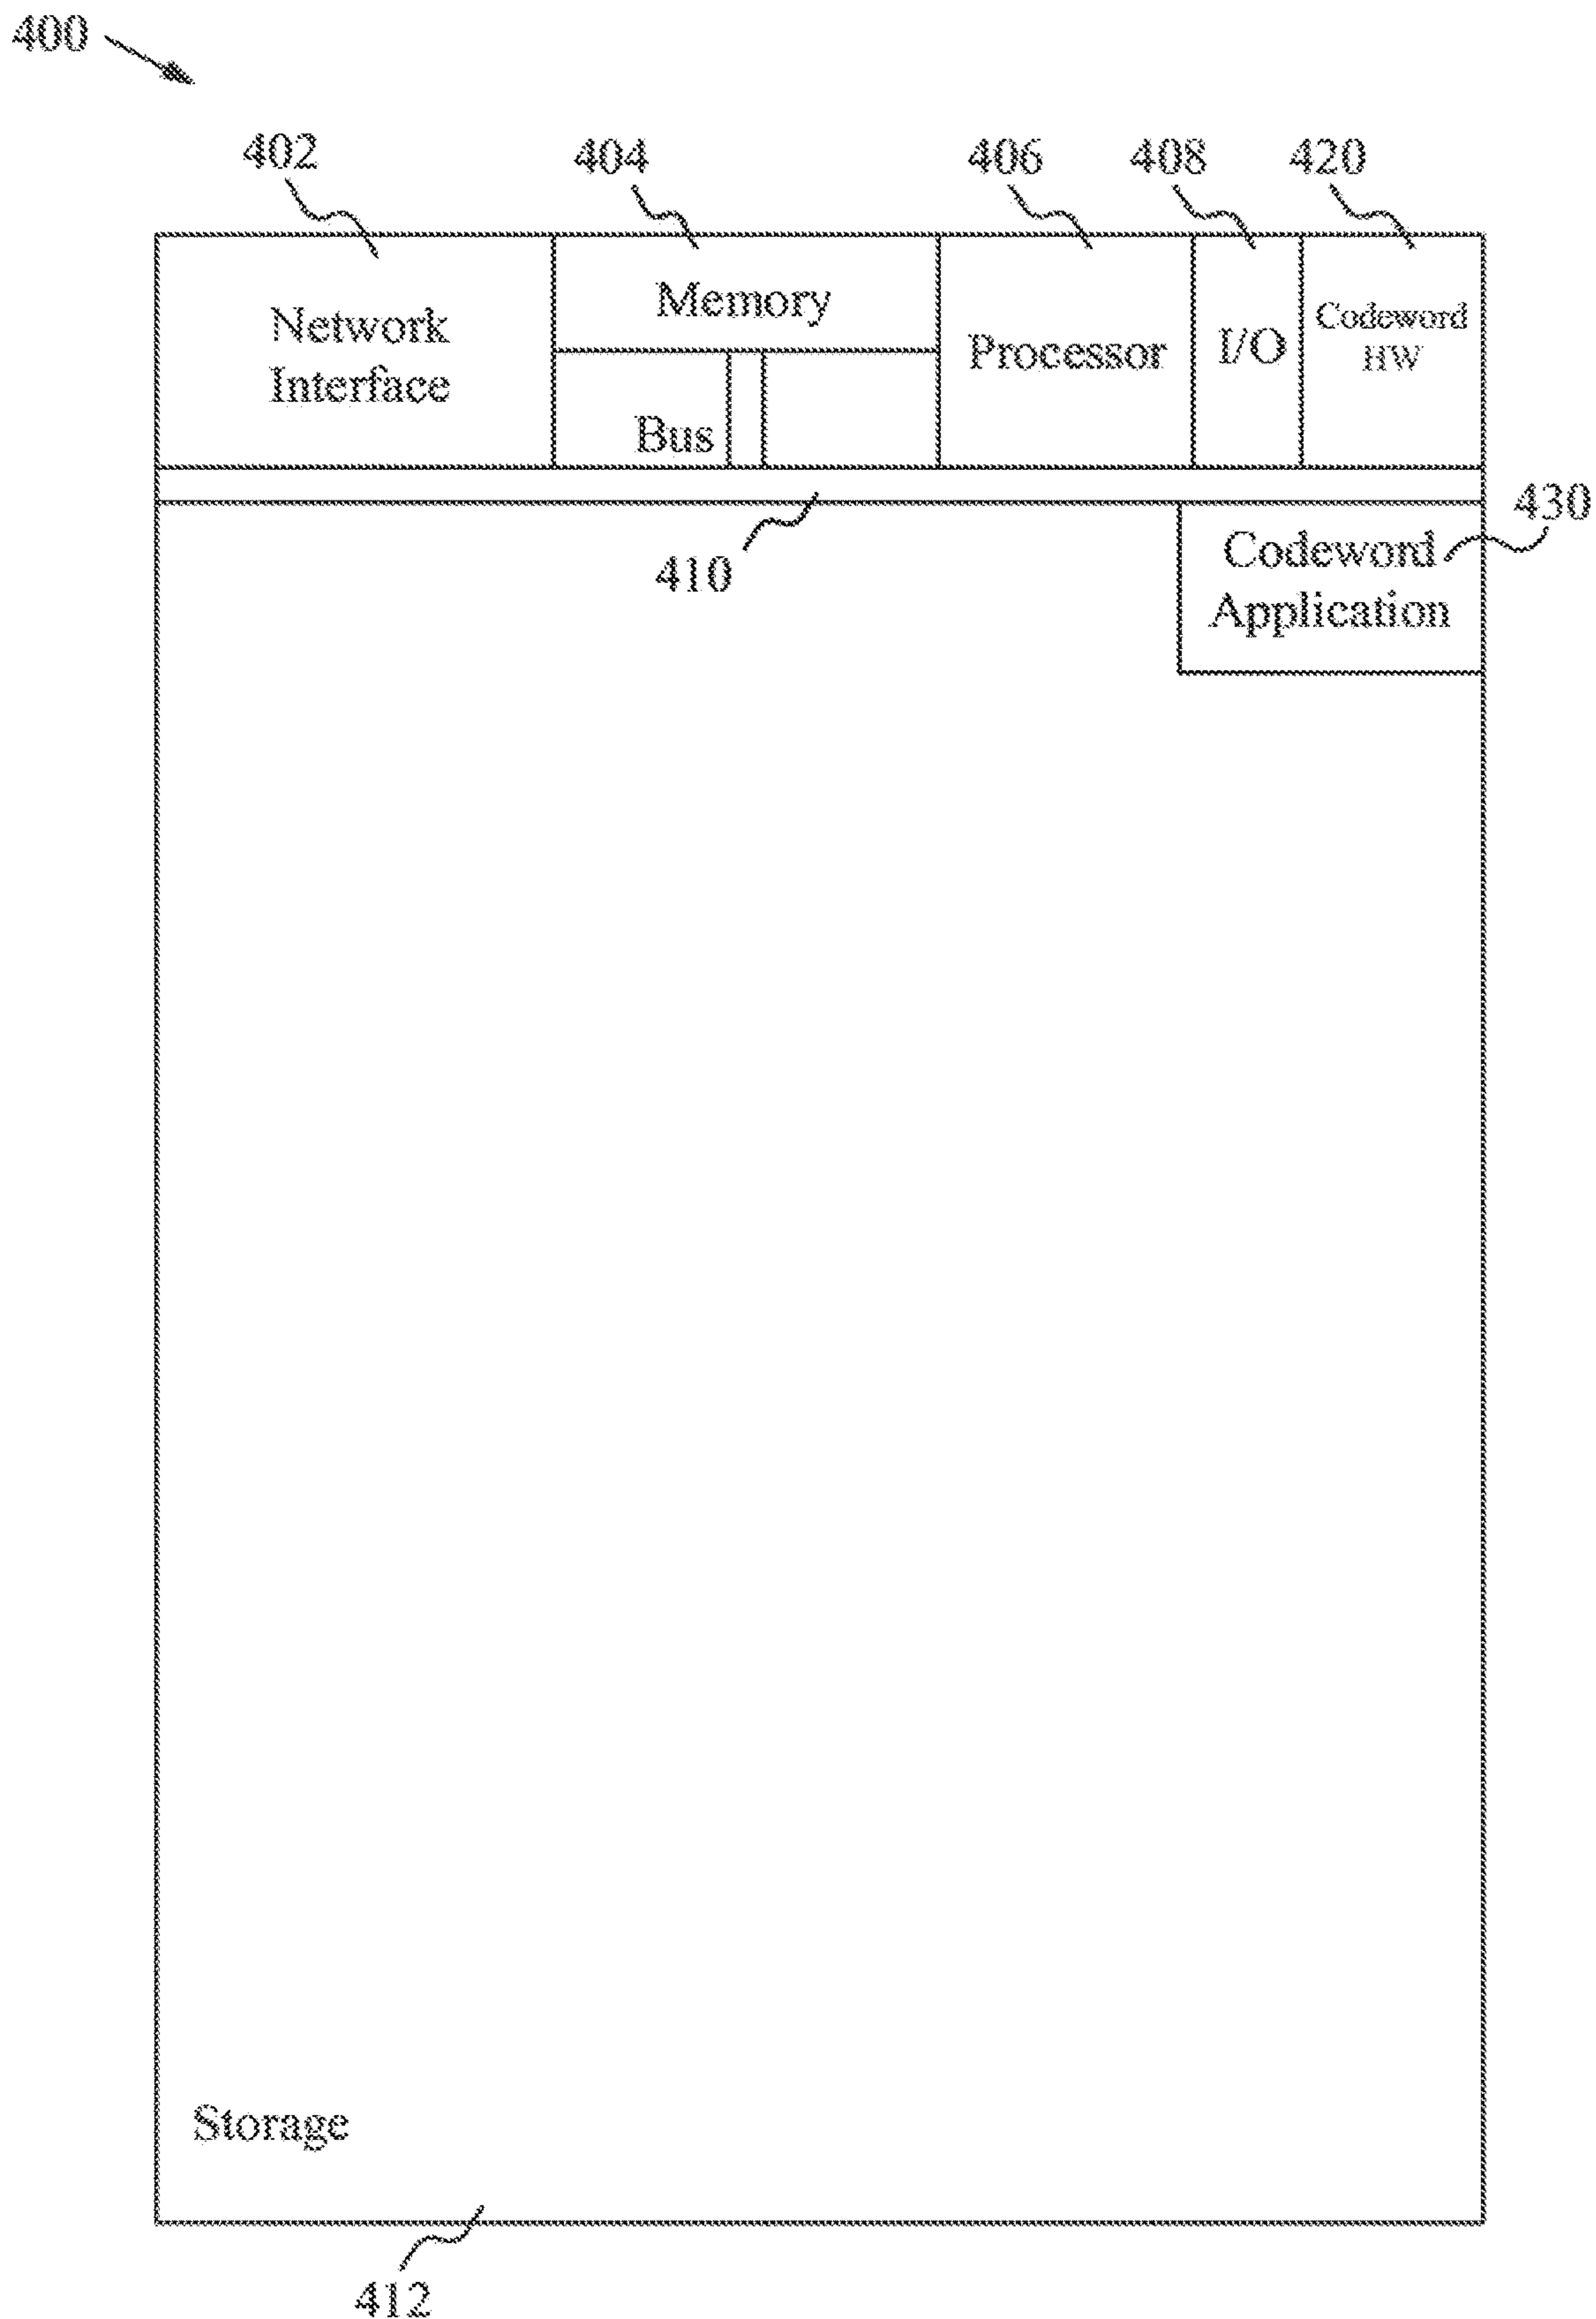 400
402 404 406 408 420
Network
Interface
Memory
Bus
Processor
I/O
Codeword
HW
410
430
Codeword
Application
Storage
412